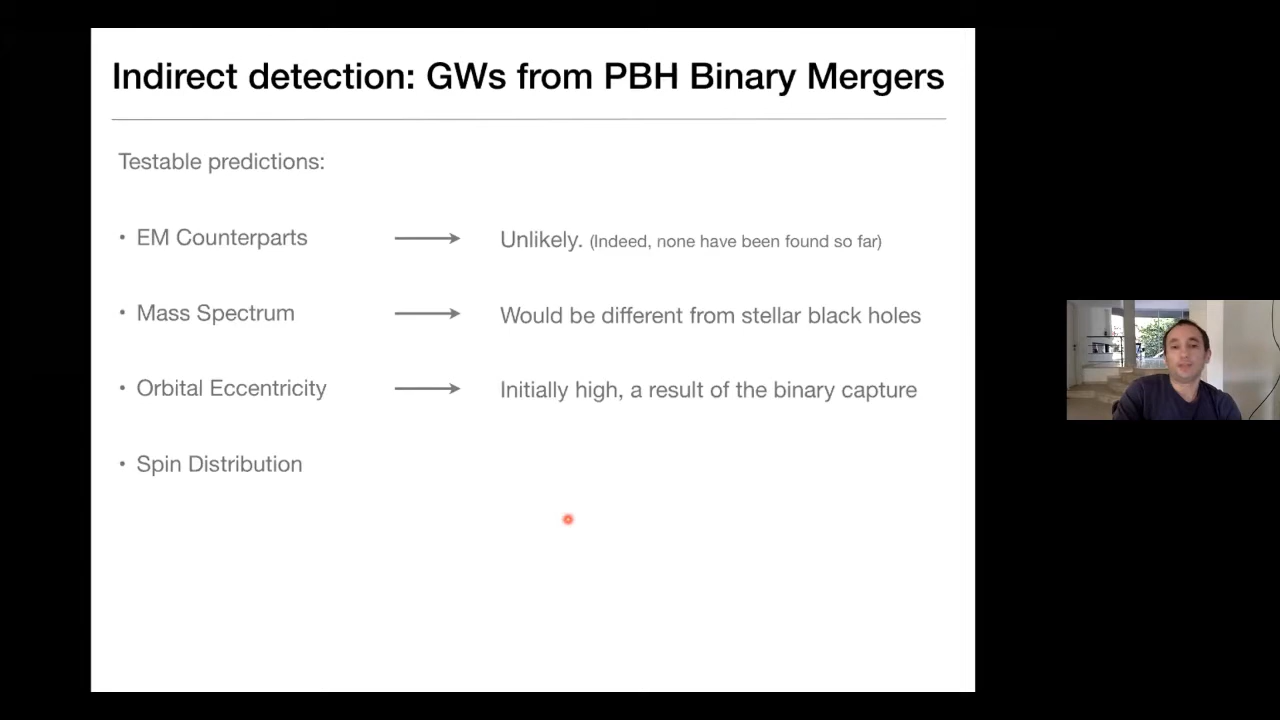 Indirect detection: GWs from PBH Binary Mergers
Testable predictions:
• EM Counterparts
Unlikely. (Indeed, none have been found so far)
• Mass Spectrum
Would be different from stellar black holes
• Orbital Eccentricity
Initially high, a result of the binary capture
• Spin Distribution